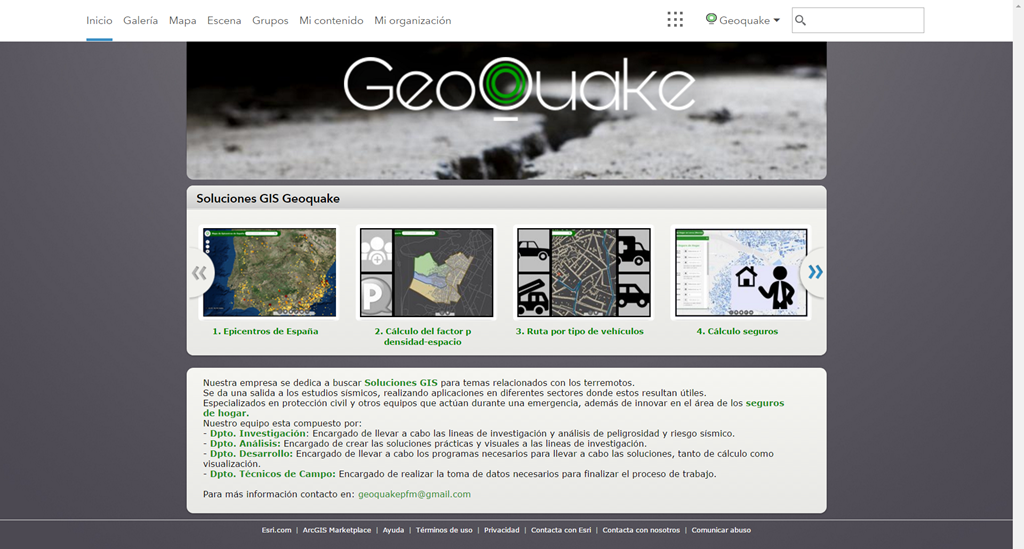 Inicio Galería Mapa Escena Grupos Mi contenido Mi organización Geoquake
GeoQuake
Soluciones GIS Geoquake
1. Epicentros de España
2. Cálculo del factor p
densidad-espacio
3. Ruta por tipo de vehículos
4. Cálculo seguros
Nuestra empresa se dedica a buscar Soluciones GIS para temas relacionados con los terremotos.
Se da una salida a los estudios sísmicos, realizando aplicaciones en diferentes sectores donde estos resultan útiles.
Especializados en protección civil y otros equipos que actúan durante una emergencia, además de innovar en el área de los seguros
de hogar.
Nuestro equipo esta compuesto por:
- Dpto. Investigación: Encargado de llevar a cabo las lineas de investigación y análisis de peligrosidad y riesgo sísmico.
- Dpto. Análisis: Encargado de crear las soluciones prácticas y visuales a las lineas de investigación.
- Dpto. Desarrollo: Encargado de llevar a cabo los programas necesarios para llevar a cabo las soluciones, tanto de cálculo como
visualización.
- Dpto. Técnicos de Campo: Encargado de realizar la toma de datos necesarios para finalizar el proceso de trabajo.
Para más información contacto en: geoquakepfm@gmail.com
Esri.com | ArcGIS Marketplace | Ayuda | Términos de uso | Privacidad | Contacta con Esri | Contacta con nosotros | Comunicar abuso